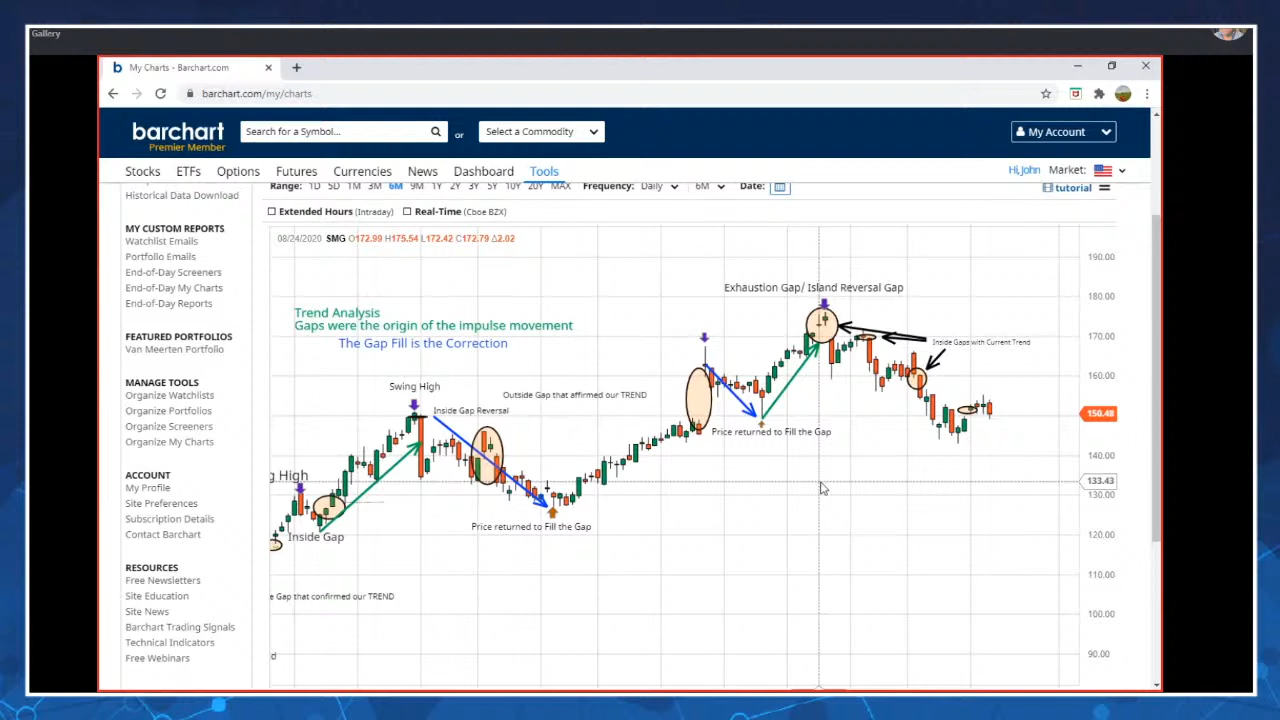 Gallery
My Charts - Barchart.com
barchart.com/my/charts
barchart
Premier Member
Search for a Symbol...
or
Select a Commodity
My Account
Stocks ETFs Options Futures Currencies News Dashboard Tools
Hi, John Market:
Historical Data Download
MY CUSTOM REPORTS
Watchlist Emails
Portfolio Emails
End-of-Day Screeners
End-of-Day My Charts
End-of-Day Reports
FEATURED PORTFOLIOS
Van Meerten Portfolio
MANAGE TOOLS
Organize Watchlists
Organize Portfolios
Organize Screeners
Organize My Charts
ACCOUNT
My Profile
Site Preferences
Subscription Details
Contact Barchart
RESOURCES
Free Newsletters
Site Education
Site News
Barchart Trading Signals
Technical Indicators
Free Webinars
Range: 1D 5D 1M 3M 6M 9M 1Y 2Y 3Y 5Y 10Y 20Y MAX Frequency: Daily 6M Date:
tutorial
Extended Hours (Intraday) Real-Time (Cboe BZX)
08/24/2020 SMG O172.99 H175.54 L172.42 C172.79 Δ2.02
Exhaustion Gap/ Island Reversal Gap
Trend Analysis
Gaps were the origin of the impulse movement
The Gap Fill is the Correction
Inside Gaps with Current Trend
Swing High
Outside Gap that affirmed our TREND
Inside Gap Reversal
Price returned to Fill the Gap
g High
Price returned to Fill the Gap
Inside Gap
e Gap that confirmed our TREND
d
190.00
180.00
170.00
160.00
150.48
140.00
133.43
130.00
120.00
110.00
100.00
90.00